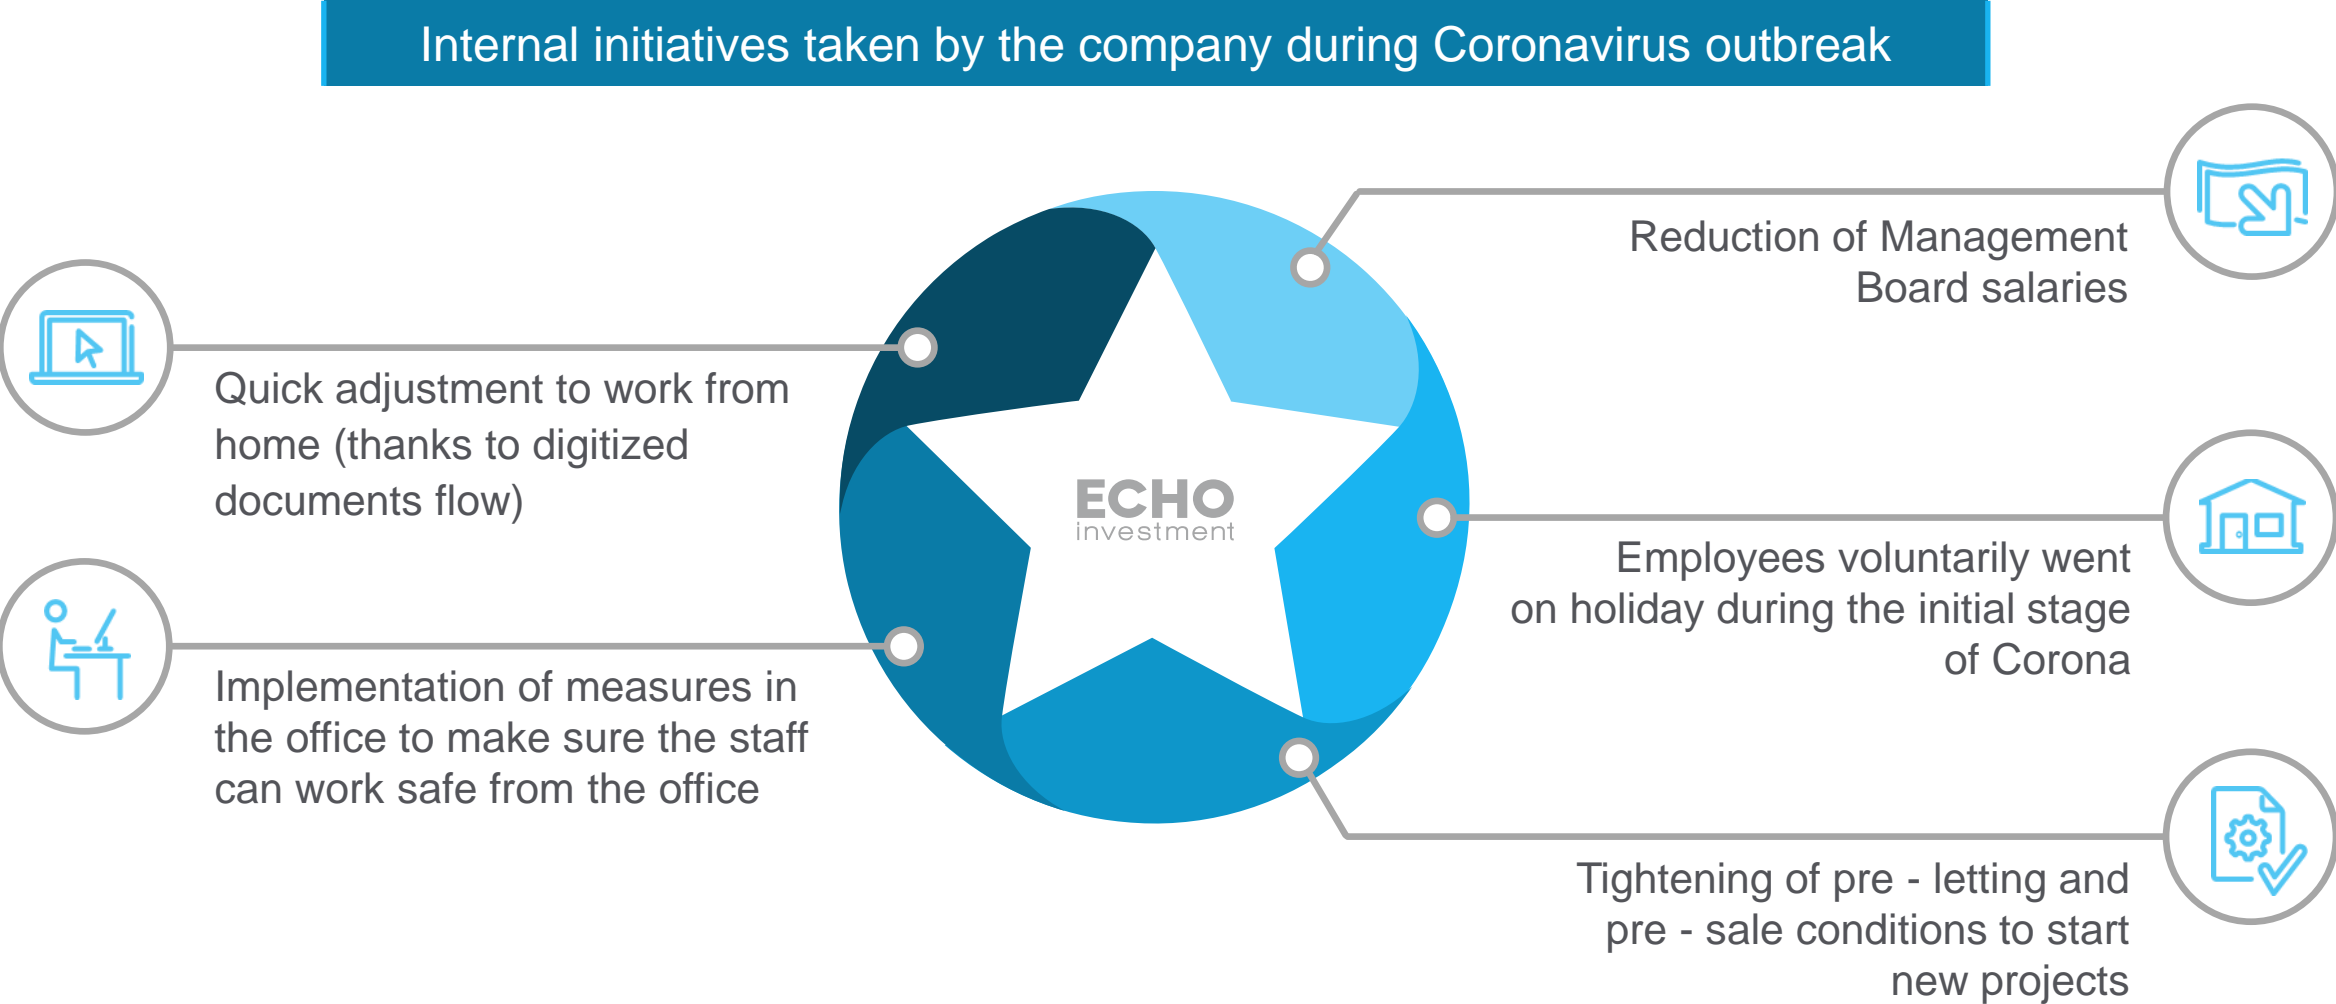 Internal initiatives taken by the company during Coronavirus outbreak
Quick adjustment to work from
home (thanks to digitized
documents flow)
Implementation of measures in
the office to make sure the staff
can work safe from the office
ECHO
investment
Reduction of Management
Board salaries
Employees voluntarily went
on holiday during the initial stage
of Corona
Tightening of pre - letting and
pre - sale conditions to start
new projects